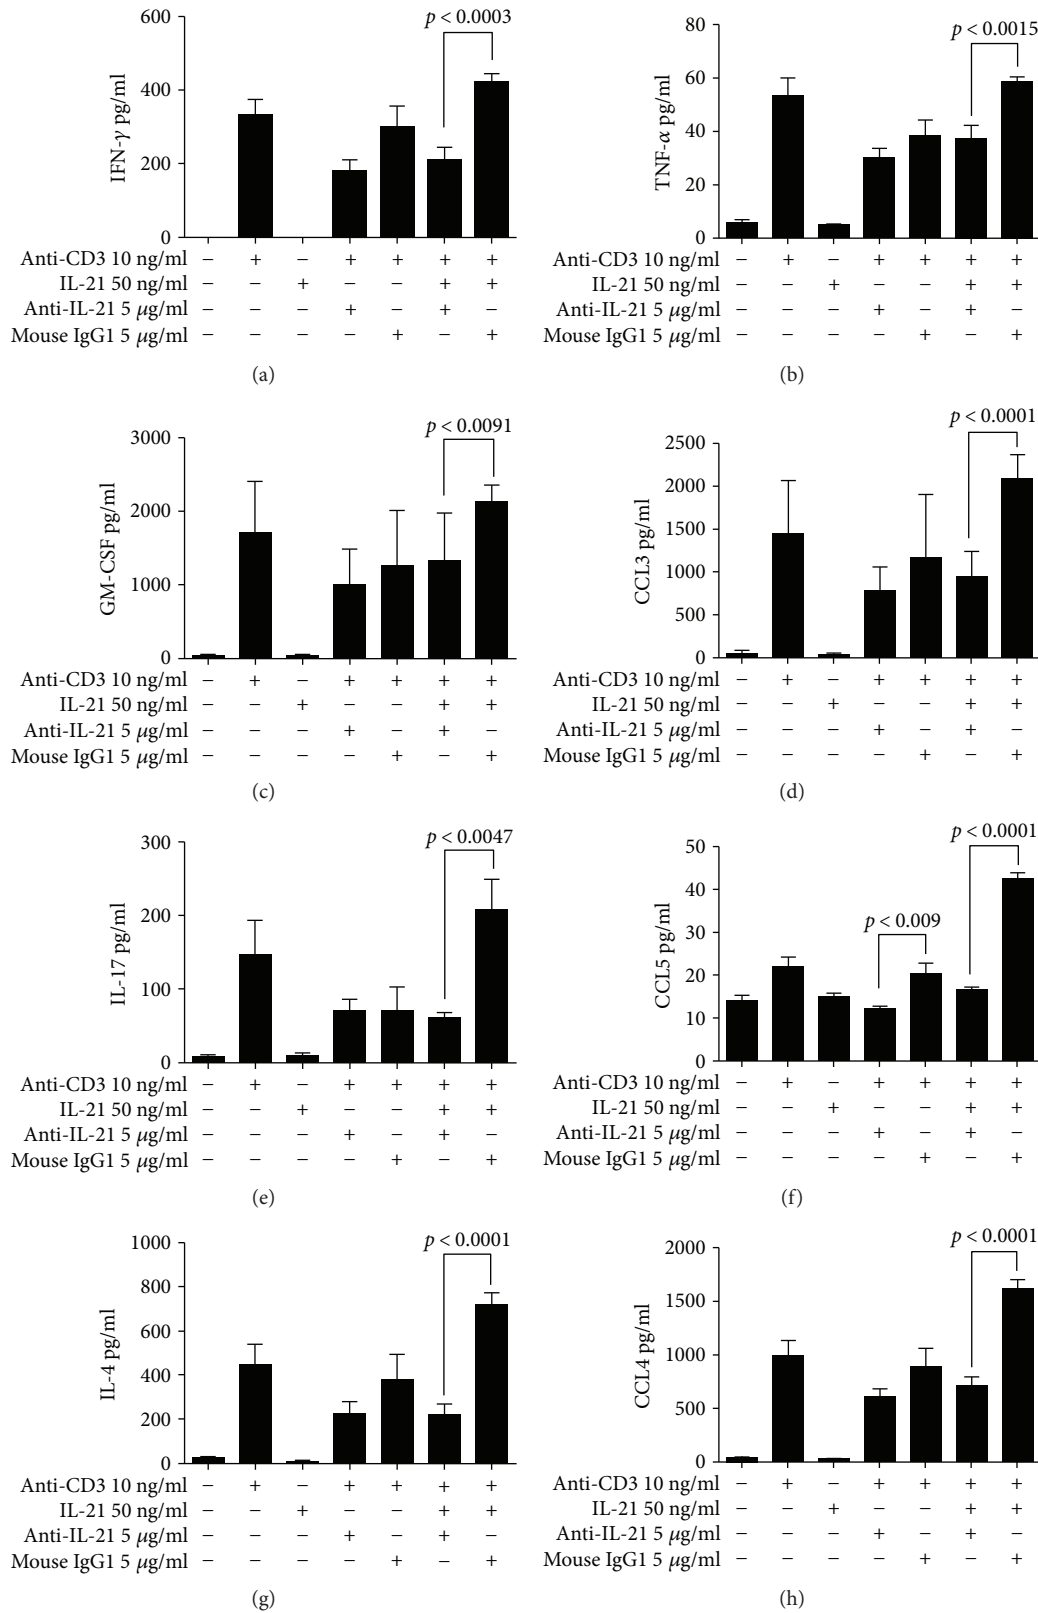 p < 0.0003
600
400
200
0
IFN-γ pg/ml
Anti-CD3 10 ng/ml − + − + + + +
IL-21 50 ng/ml − − + − − + +
Anti-IL-21 5 μg/ml − − − + − + −
Mouse IgG1 5 μg/ml − − − − + − +
(a)
p < 0.0015
80
60
40
20
0
TNF-α pg/ml
Anti-CD3 10 ng/ml − + − + + + +
IL-21 50 ng/ml − − + − − + +
Anti-IL-21 5 μg/ml − − − + − + −
Mouse IgG1 5 μg/ml − − − − + − +
(b)
p < 0.0091
3000
2000
1000
0
GM-CSF pg/ml
Anti-CD3 10 ng/ml − + − + + + +
IL-21 50 ng/ml − − + − − + +
Anti-IL-21 5 μg/ml − − − + − + −
Mouse IgG1 5 μg/ml − − − − + − +
(c)
p < 0.0001
2500
2000
1500
1000
500
0
CCL3 pg/ml
Anti-CD3 10 ng/ml − + − + + + +
IL-21 50 ng/ml − − + − − + +
Anti-IL-21 5 μg/ml − − − + − + −
Mouse IgG1 5 μg/ml − − − − + − +
(d)
p < 0.0047
300
200
100
0
IL-17 pg/ml
Anti-CD3 10 ng/ml − + − + + + +
IL-21 50 ng/ml − − + − − + +
Anti-IL-21 5 μg/ml − − − + − + −
Mouse IgG1 5 μg/ml − − − − + − +
(e)
p < 0.0001
p < 0.009
50
40
30
20
10
0
CCL5 pg/ml
Anti-CD3 10 ng/ml − + − + + + +
IL-21 50 ng/ml − − + − − + +
Anti-IL-21 5 μg/ml − − − + − + −
Mouse IgG1 5 μg/ml − − − − + − +
(f)
p < 0.0001
1000
800
600
400
200
0
IL-4 pg/ml
Anti-CD3 10 ng/ml − + − + + + +
IL-21 50 ng/ml − − + − − + +
Anti-IL-21 5 μg/ml − − − + − + −
Mouse IgG1 5 μg/ml − − − − + − +
(g)
p < 0.0001
2000
1500
1000
500
0
CCL4 pg/ml
Anti-CD3 10 ng/ml − + − + + + +
IL-21 50 ng/ml − − + − − + +
Anti-IL-21 5 μg/ml − − − + − + −
Mouse IgG1 5 μg/ml − − − − + − +
(h)